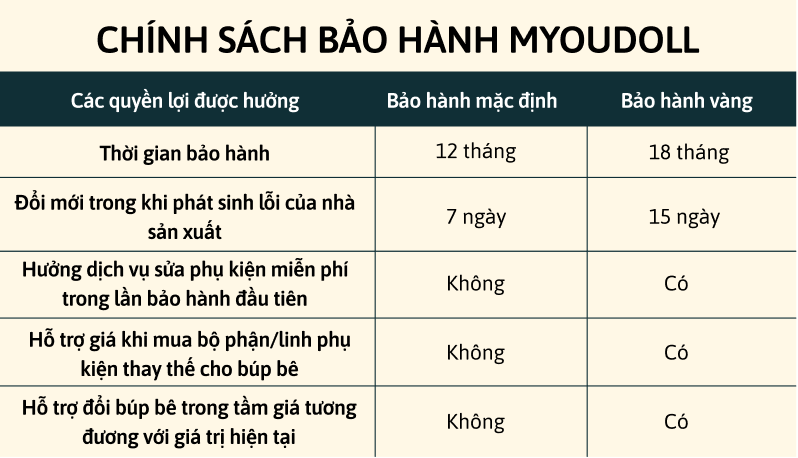 CHÍNH SÁCH BẢO HÀNH MYOUDOLL
Các quyền lợi được hưởng Bảo hành mặc định Bảo hành vàng
Thời gian bảo hành 12 tháng 18 tháng
Đổi mới trong khi phát sinh lỗi của nhà
sản xuất
7 ngày 15 ngày
Hưởng dịch vụ sửa phụ kiện miễn phí
trong lần bảo hành đầu tiên
Không Có
Hỗ trợ giá khi mua bộ phận/linh phụ
kiện thay thế cho búp bê
Không Có
Hỗ trợ đổi búp bê trong tầm giá tương
đương với giá trị hiện tại
Không Có